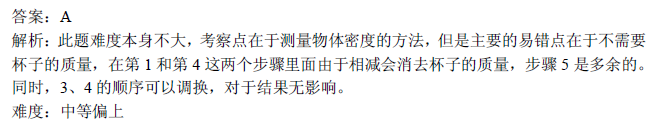 答案：A
解析：此题难度本身不大，考察点在于测量物体密度的方法，但是主要的易错点在于不需要
杯子的质量，在第 1 和第 4 这两个步骤里面由于相减会消去杯子的质量，步骤 5 是多余的。
同时，3、4 的顺序可以调换，对于结果无影响。
难度：中等偏上